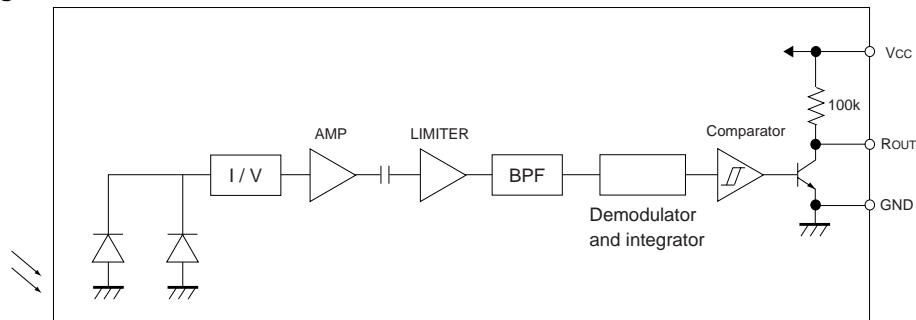 VCC
100k
AMP
LIMITER
Comparator
ROUT
I / V
BPF
GND
Demodulator
and integrator